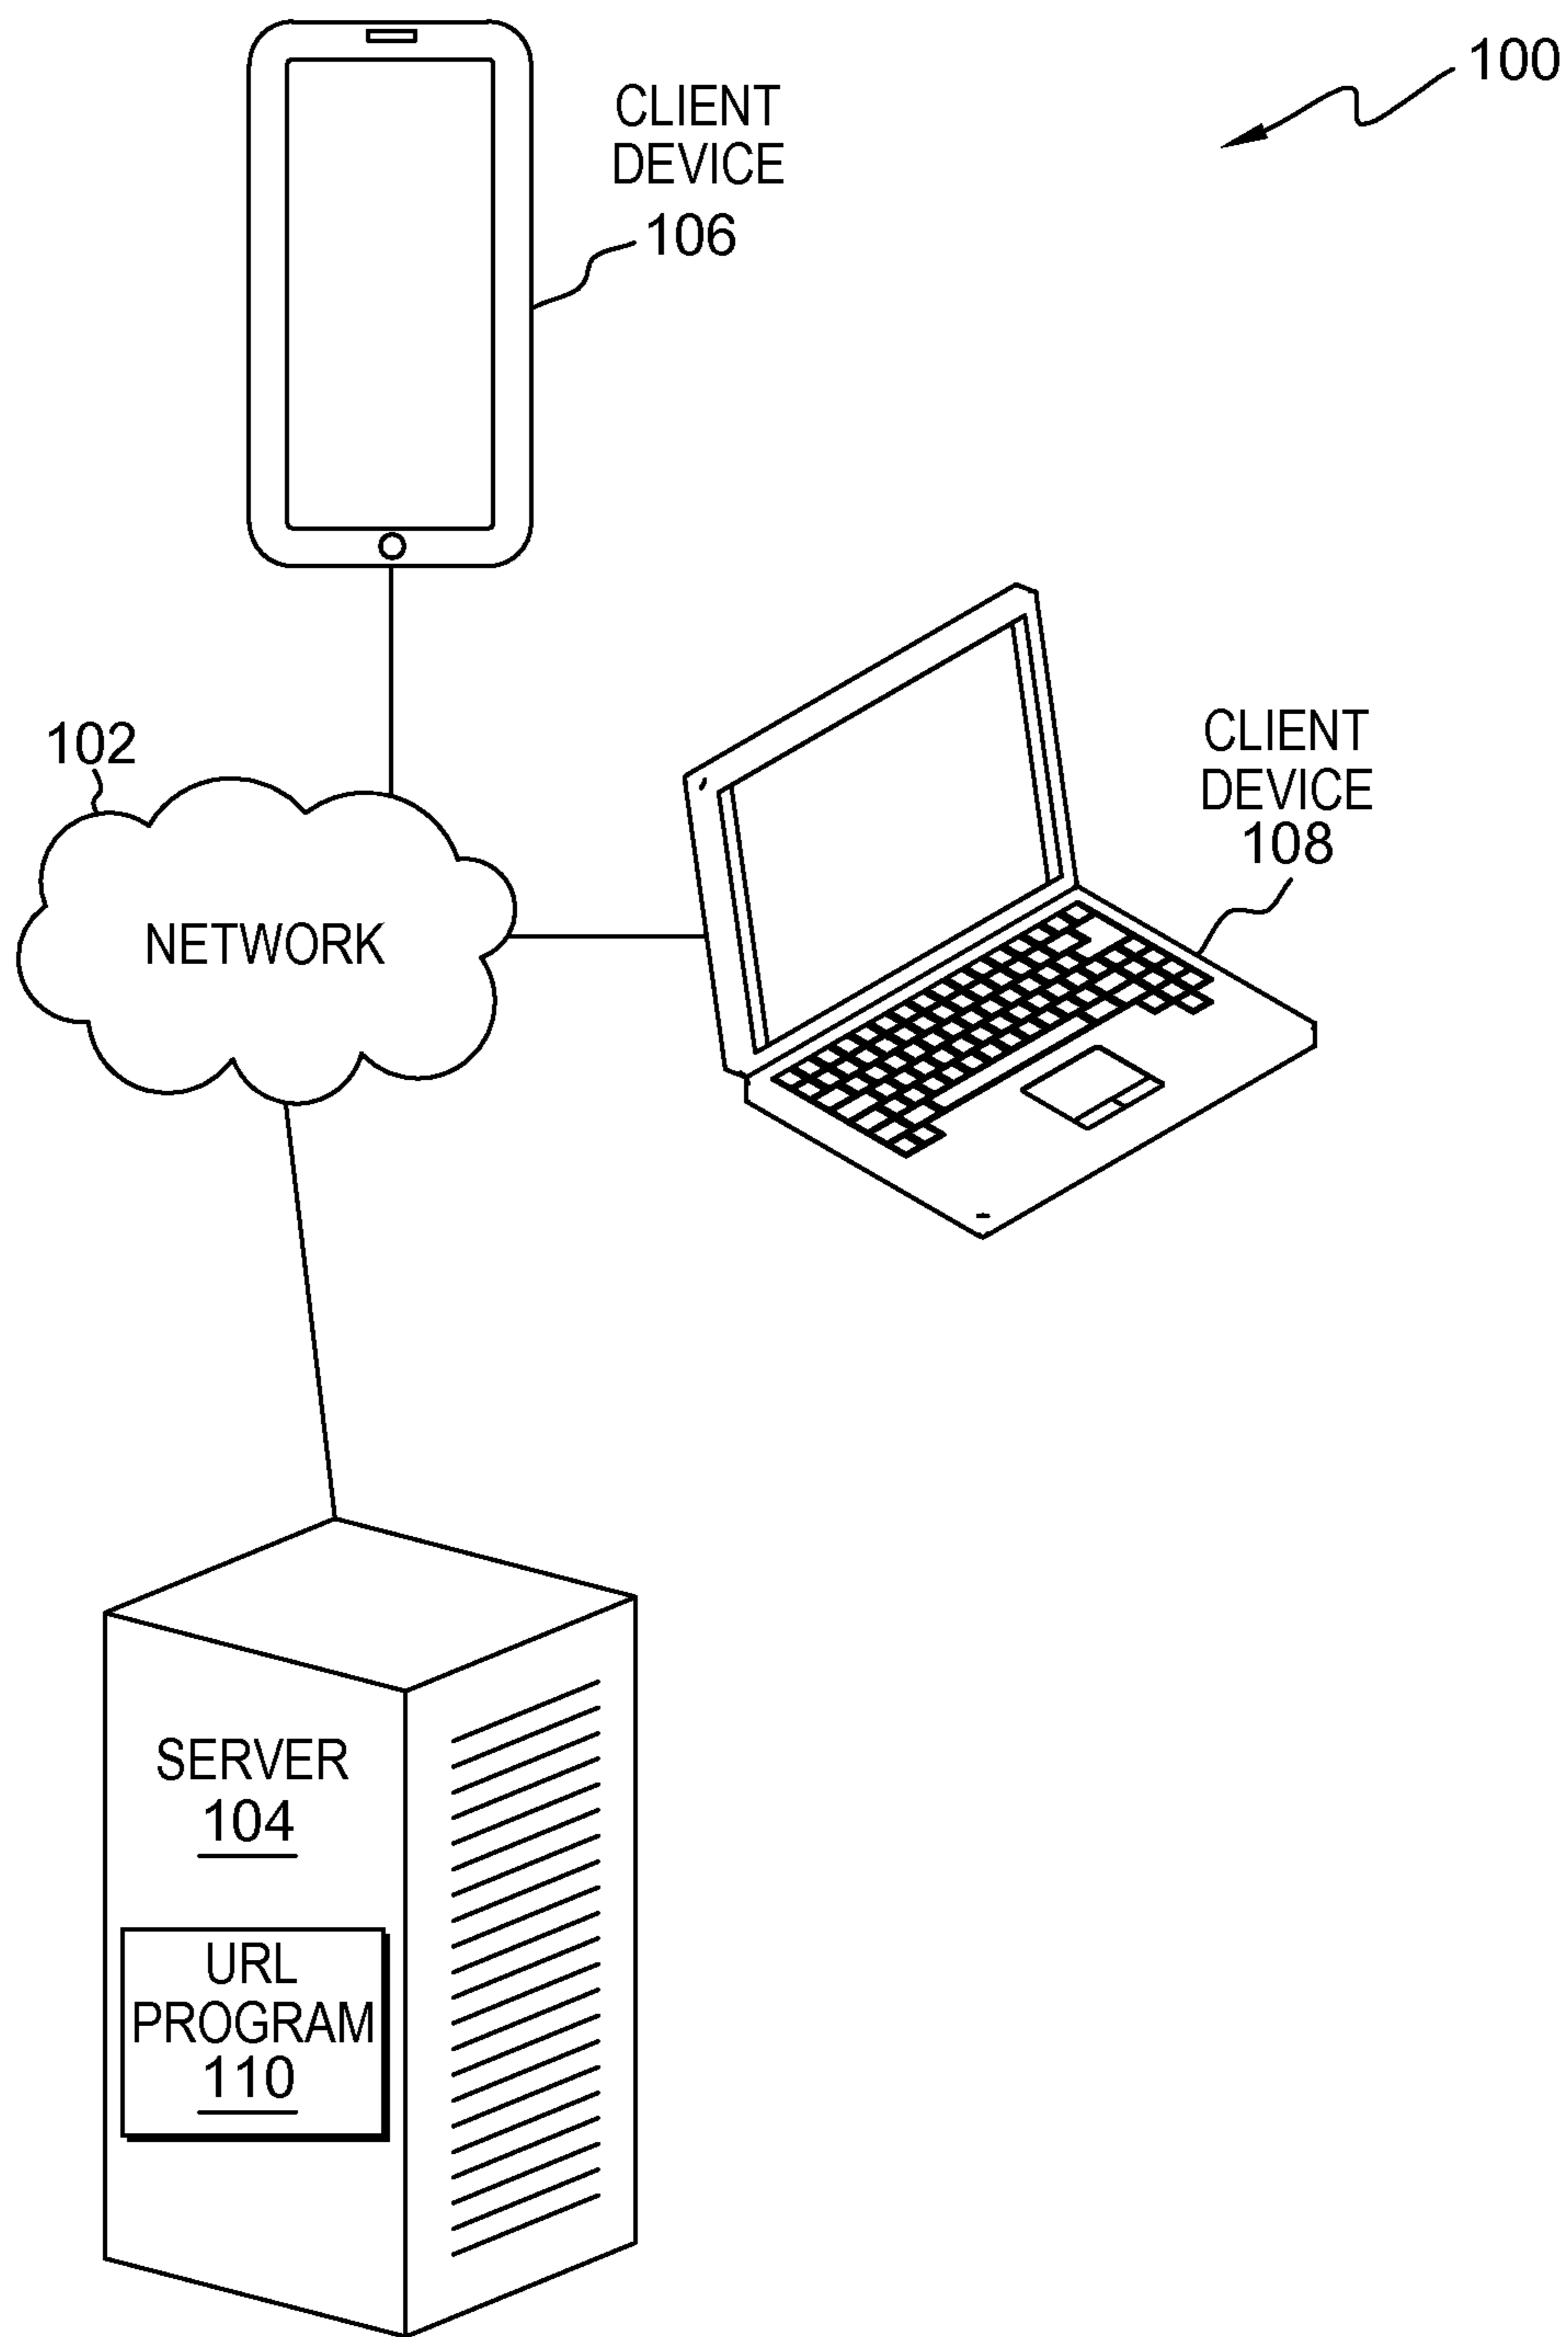 100
CLIENT
DEVICE
106
102
NETWORK
CLIENT
DEVICE
108
SERVER
104
URL
PROGRAM
110